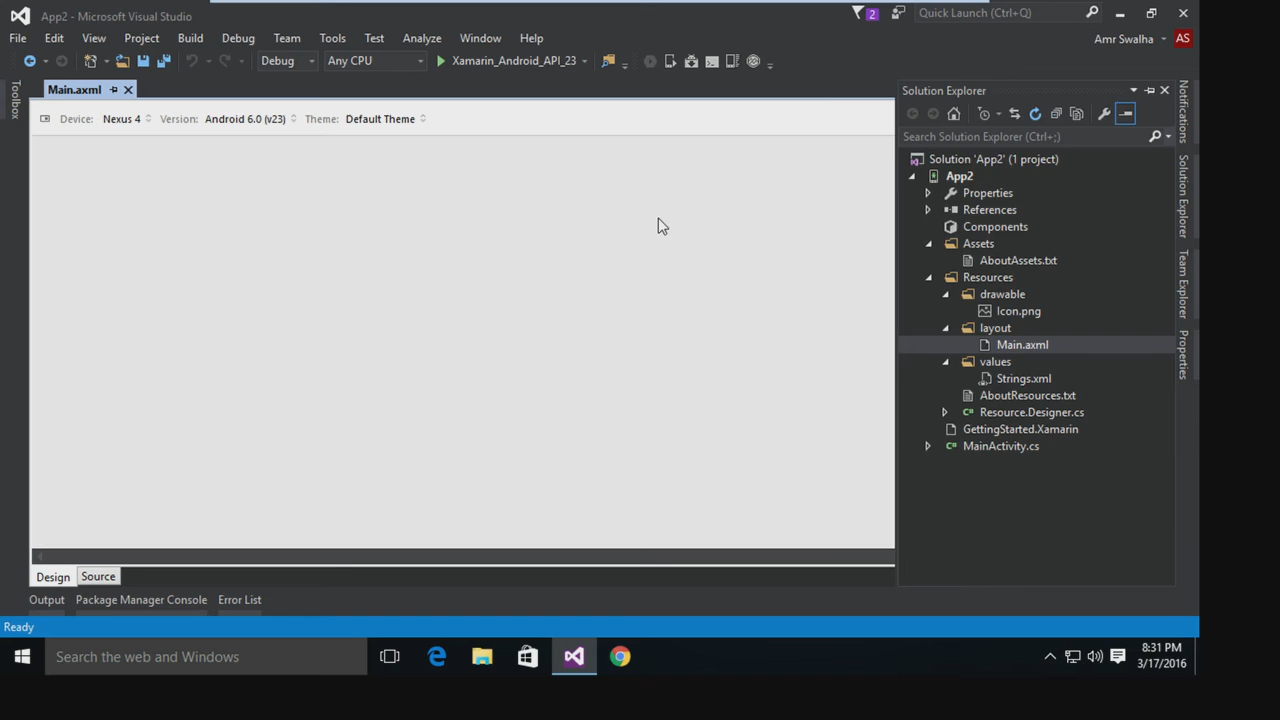 App2 - Microsoft Visual Studio
2
Quick Launch (Ctrl+Q)
File Edit View Project Build Debug Team Tools Test Analyze Window Help
Amr Swalha AS
Debug Any CPU Xamarin_Android_API_23
Toolbox
Main.axml
Device: Nexus 4 Version: Android 6.0 (v23) Theme: Default Theme
Solution Explorer
Search Solution Explorer (Ctrl+;)
Solution 'App2' (1 project)
App2
Properties
References
Components
Assets
AboutAssets.txt
Resources
drawable
Icon.png
layout
Main.axml
values
Strings.xml
AboutResources.txt
C# Resource.Designer.cs
GettingStarted.Xamarin
C# MainActivity.cs
Notifications
Solution Explorer
Team Explorer
Properties
Design Source
Output Package Manager Console Error List
Ready
Search the web and Windows
8:31 PM
3/17/2016